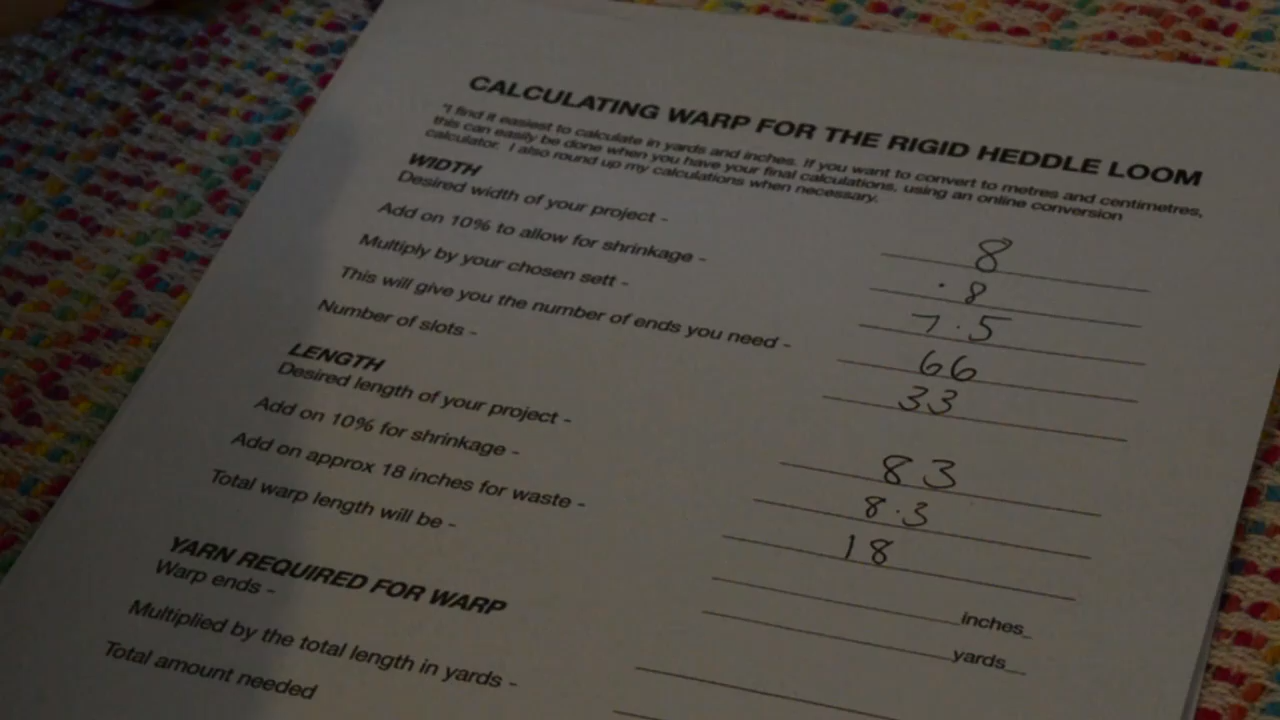 CALCULATING WARP FOR THE RIGID HEDDLE LOOM
"I find it easiest to calculate in yards and inches. If you want to convert to metres and centimetres,
this can easily be done when you have your final calculations, using an online conversion
calculator. I also round up my calculations when necessary.
WIDTH
Desired width of your project - 8
Add on 10% to allow for shrinkage - .8
Multiply by your chosen sett - 7.5
This will give you the number of ends you need - 66
Number of slots - 33
LENGTH
Desired length of your project - 83
Add on 10% for shrinkage - 8.3
Add on approx 18 inches for waste - 18
Total warp length will be - inches
yards
YARN REQUIRED FOR WARP
Warp ends -
Multiplied by the total length in yards -
Total amount needed